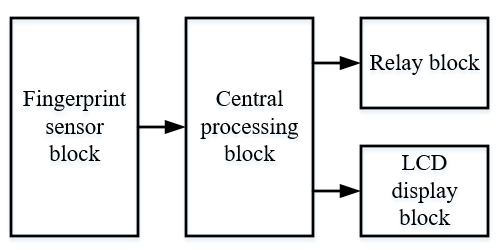 Fingerprint
sensor
block
Central
processing
block
Relay block
LCD
display
block